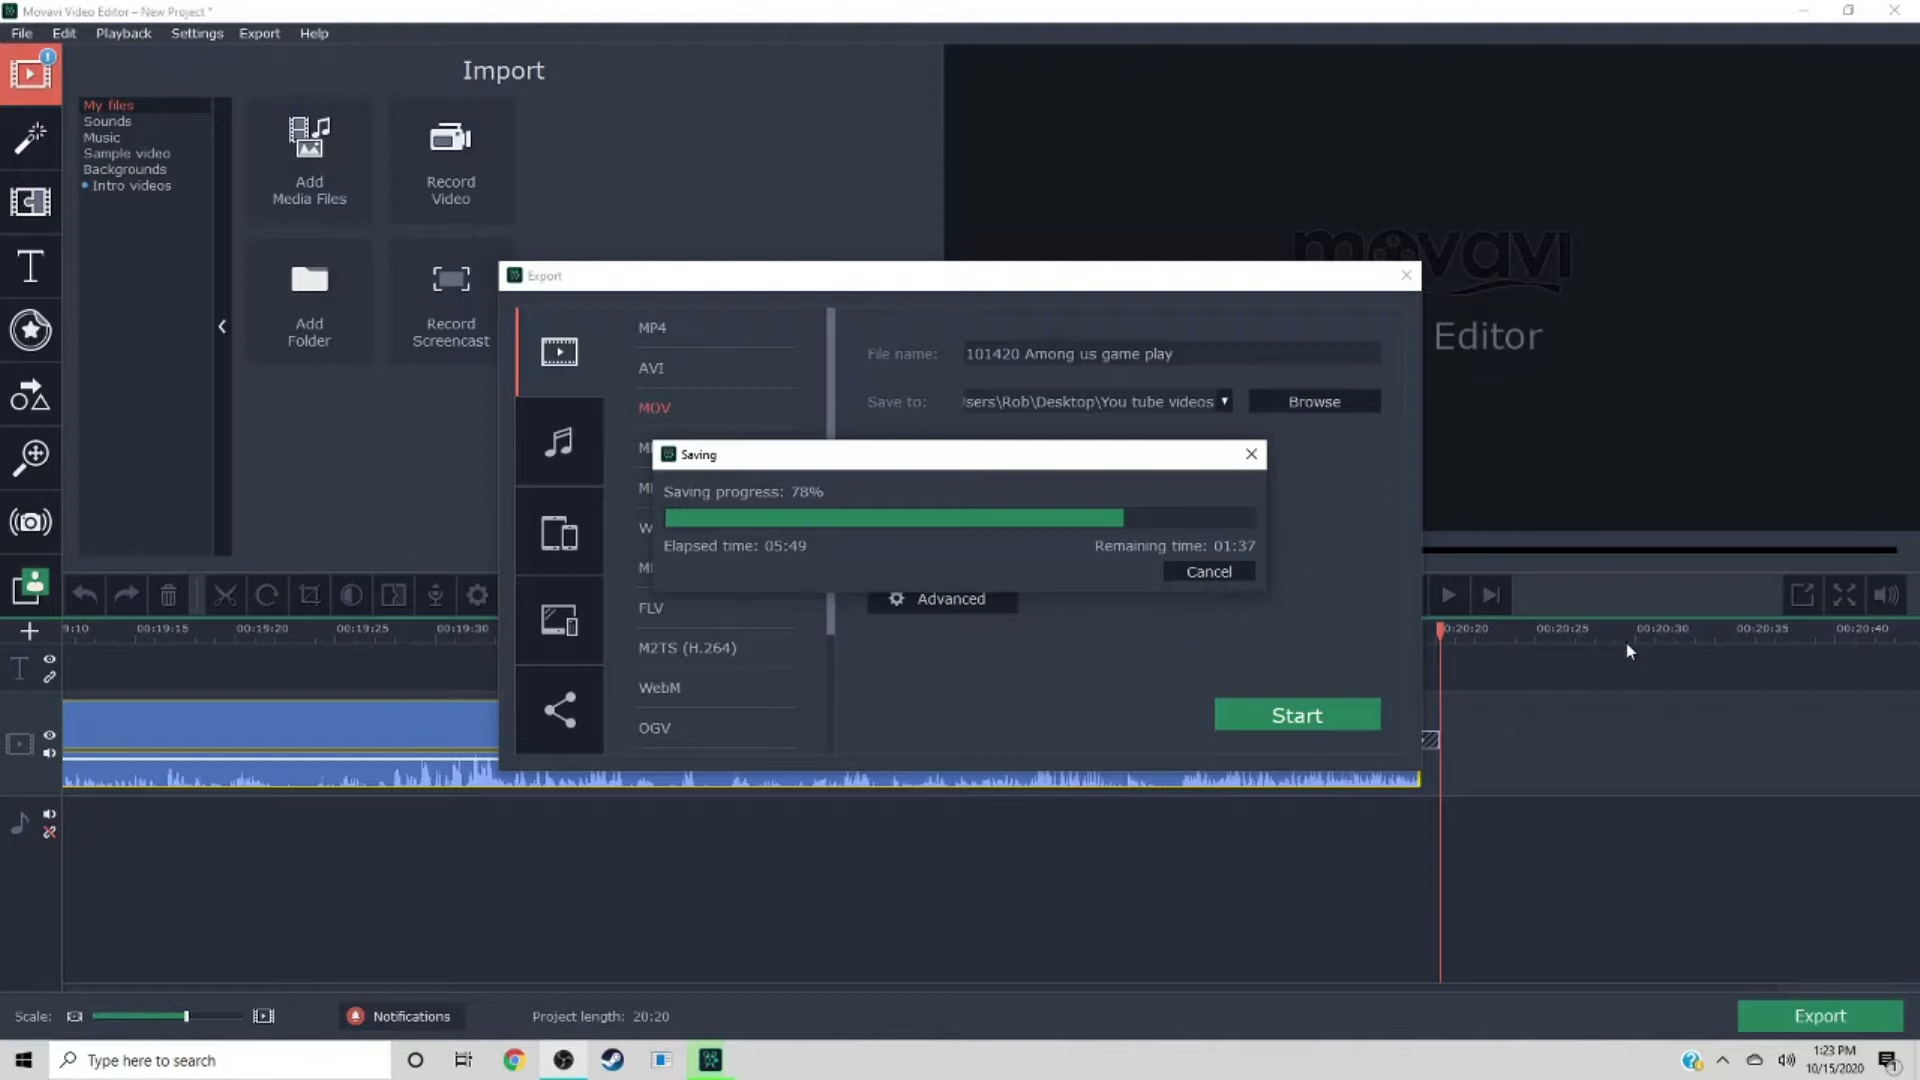 Movavi Video Editor – New Project *
File Edit Playback Settings Export Help
Import
My files
Sounds
Music
Sample video
Backgrounds
Intro videos
Add
Media Files
Record
Video
Add
Folder
Record
Screencast
movavi
Editor
Export
MP4
AVI
MOV
FLV
M2TS (H.264)
WebM
OGV
File name: 101420 Among us game play
Save to: sers\Rob\Desktop\You tube videos
Browse
Saving
Saving progress: 78%
Elapsed time: 05:49
Remaining time: 01:37
Cancel
Advanced
Start
9:10 00:19:15 00:19:20 00:19:25 00:19:30 0:20:20 00:20:25 00:20:30 00:20:35 00:20:40
Scale:
Notifications
Project length: 20:20
Export
Type here to search
1:23 PM
10/15/2020